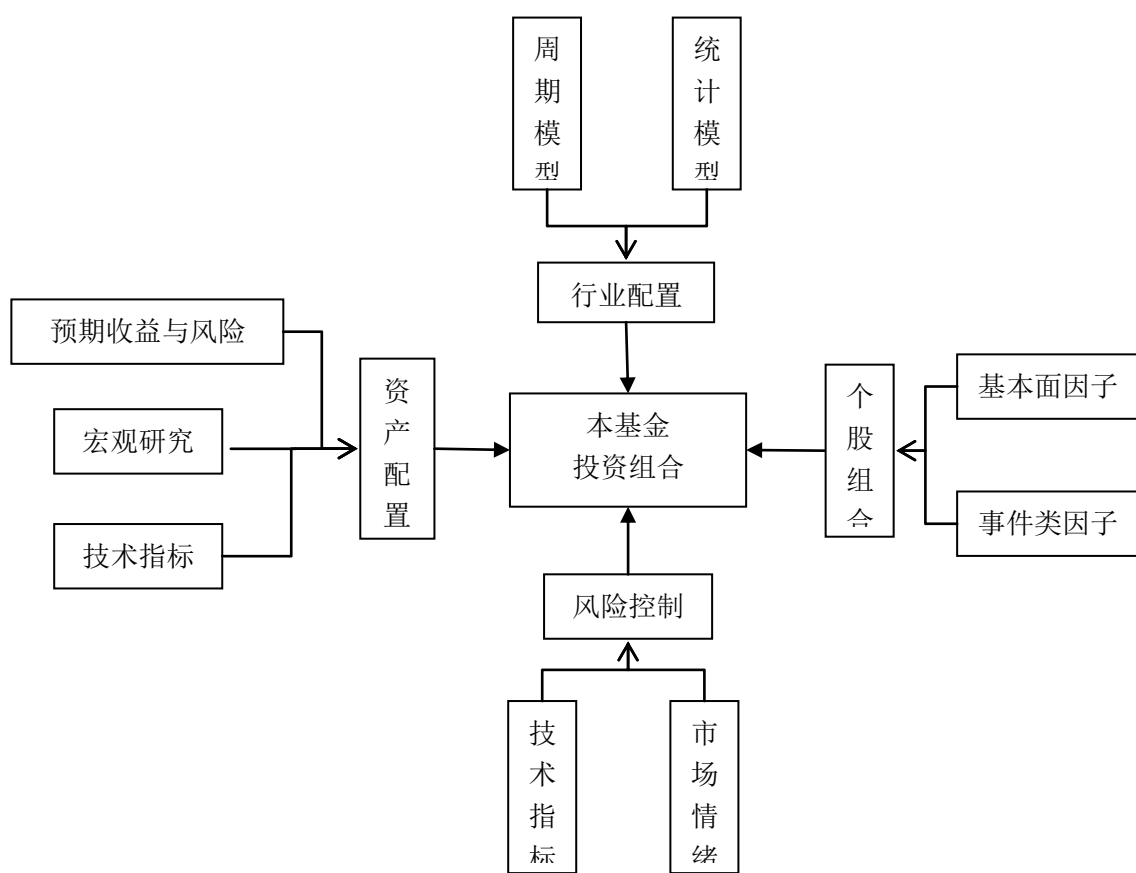 周期模型
统计模型
行业配置
预期收益与风险
宏观研究
技术指标
资产配置
本基金
投资组合
个股组合
基本面因子
事件类因子
风险控制
技术指标
市场情绪